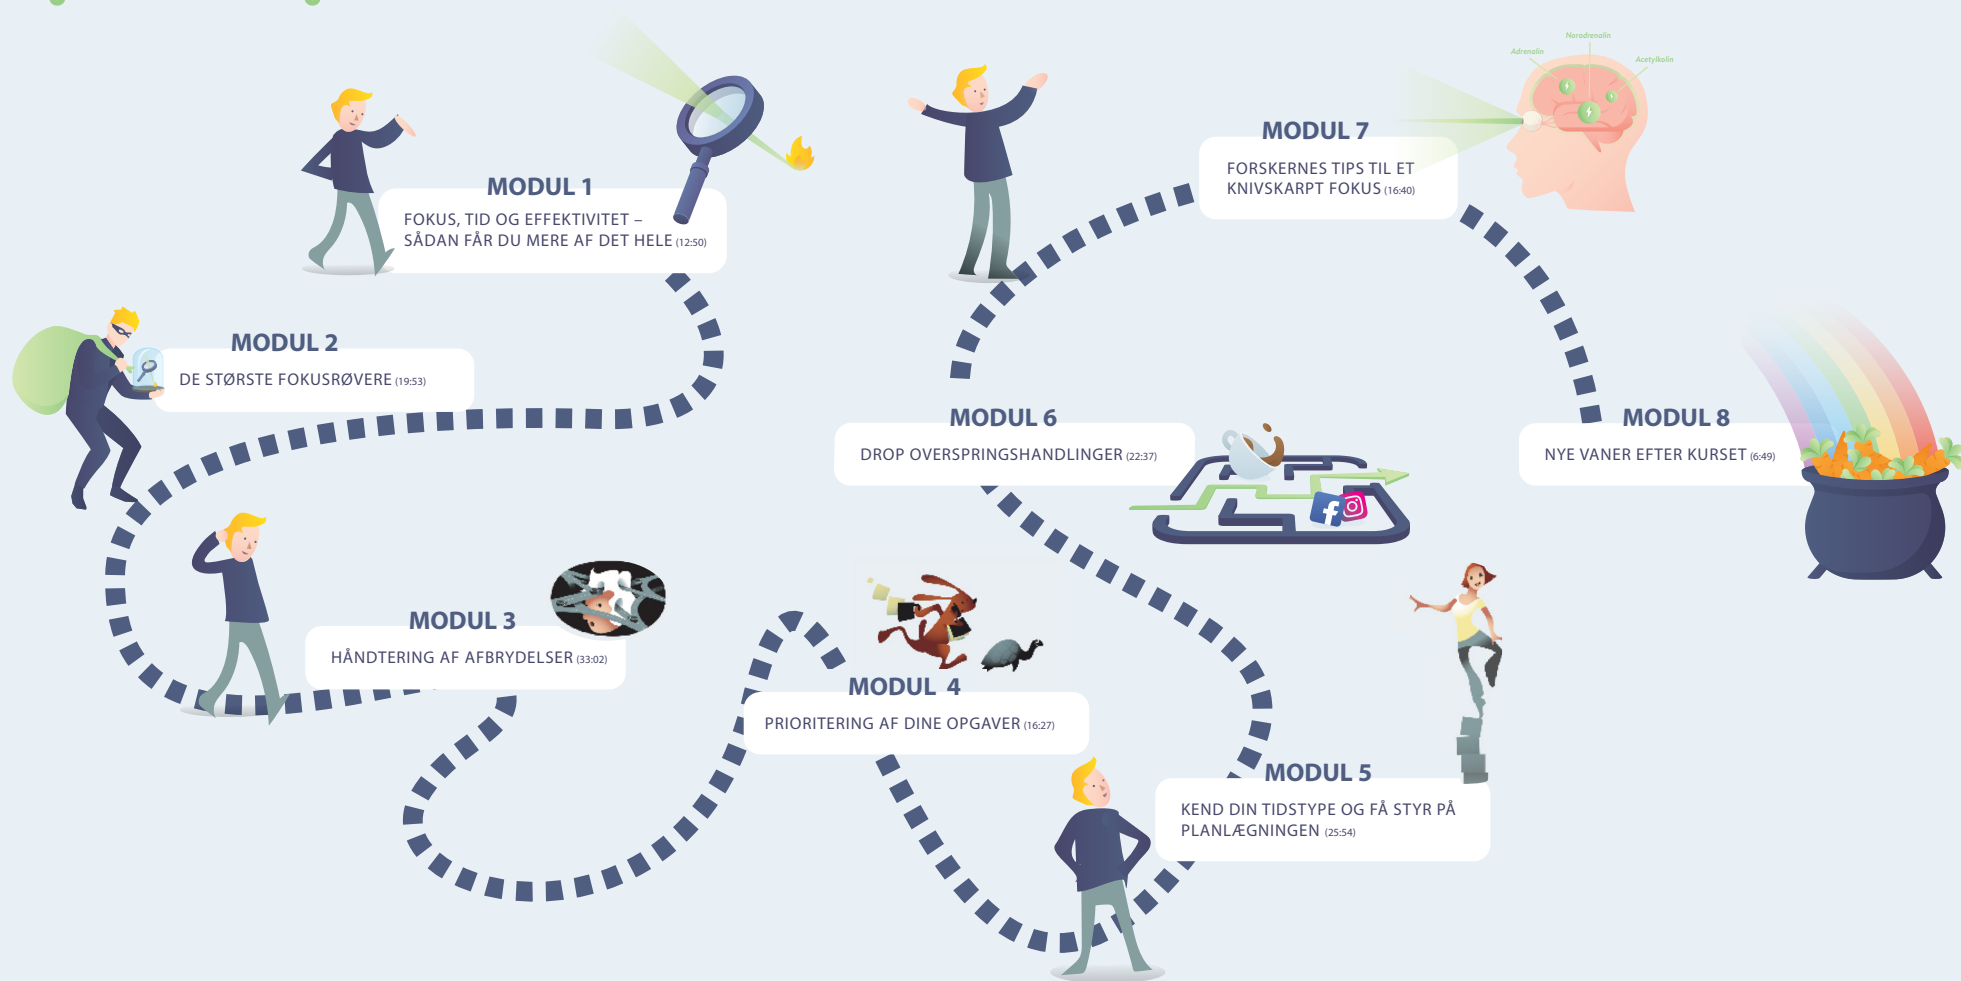 MODUL 1
FOKUS, TID OG EFFEKTIVITET –
SÅDAN FÅR DU MERE AF DET HELE (12:50)
MODUL 2
DE STØRSTE FOKUSRØVERE (19:53)
MODUL 3
HÅNDTERING AF AFBRYDELSER (33:02)
MODUL 4
PRIORITERING AF DINE OPGAVER (16:27)
MODUL 5
KEND DIN TIDSTYPE OG FÅ STYR PÅ
PLANLÆGNINGEN (25:54)
MODUL 6
DROP OVERSPRINGSHANDLINGER (22:37)
MODUL 7
FORSKERNES TIPS TIL ET
KNIVSKARPT FOKUS (16:40)
Adrenalin
Noradrenalin
Acetylkolin
MODUL 8
NYE VANER EFTER KURSET (6:49)